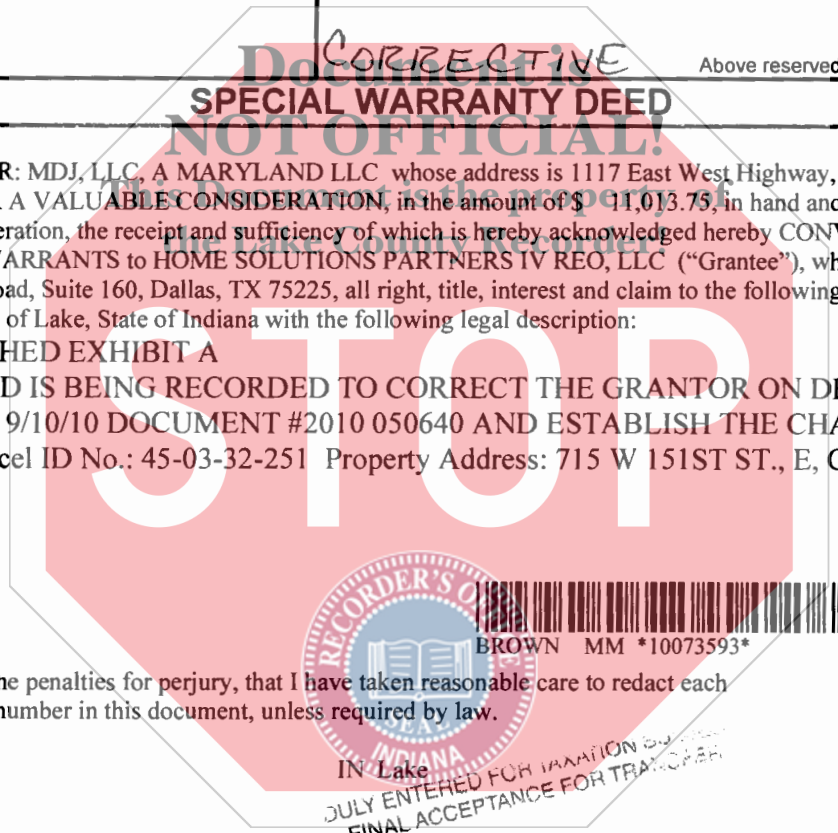 CORRECTIVE
Above reserved
Document is
SPECIAL WARRANTY DEED
NOT OFFICIAL!
R: MDJ, LLC, A MARYLAND LLC whose address is 1117 East West Highway,
A VALUABLE CONSIDERATION, in the amount of $ 11,013.75, in hand and
This Document is the property of
eration, the receipt and sufficiency of which is hereby acknowledged hereby CONV
the Lake County Recorder!
WARRANTS to HOME SOLUTIONS PARTNERS IV REO, LLC ("Grantee"), wh
oad, Suite 160, Dallas, TX 75225, all right, title, interest and claim to the following
of Lake, State of Indiana with the following legal description:
HED EXHIBIT A
D IS BEING RECORDED TO CORRECT THE GRANTOR ON DE
9/10/10 DOCUMENT #2010 050640 AND ESTABLISH THE CHA
cel ID No.: 45-03-32-251 Property Address: 715 W 151ST ST., E, C
STOP
RECORDER'S OF
BROWN MM *10073593*
he penalties for perjury, that I have taken reasonable care to redact each
number in this document, unless required by law.
SEAL
INDIANA
IN Lake
DULY ENTERED FOR TAXATION
FINAL ACCEPTANCE FOR TRANSFER